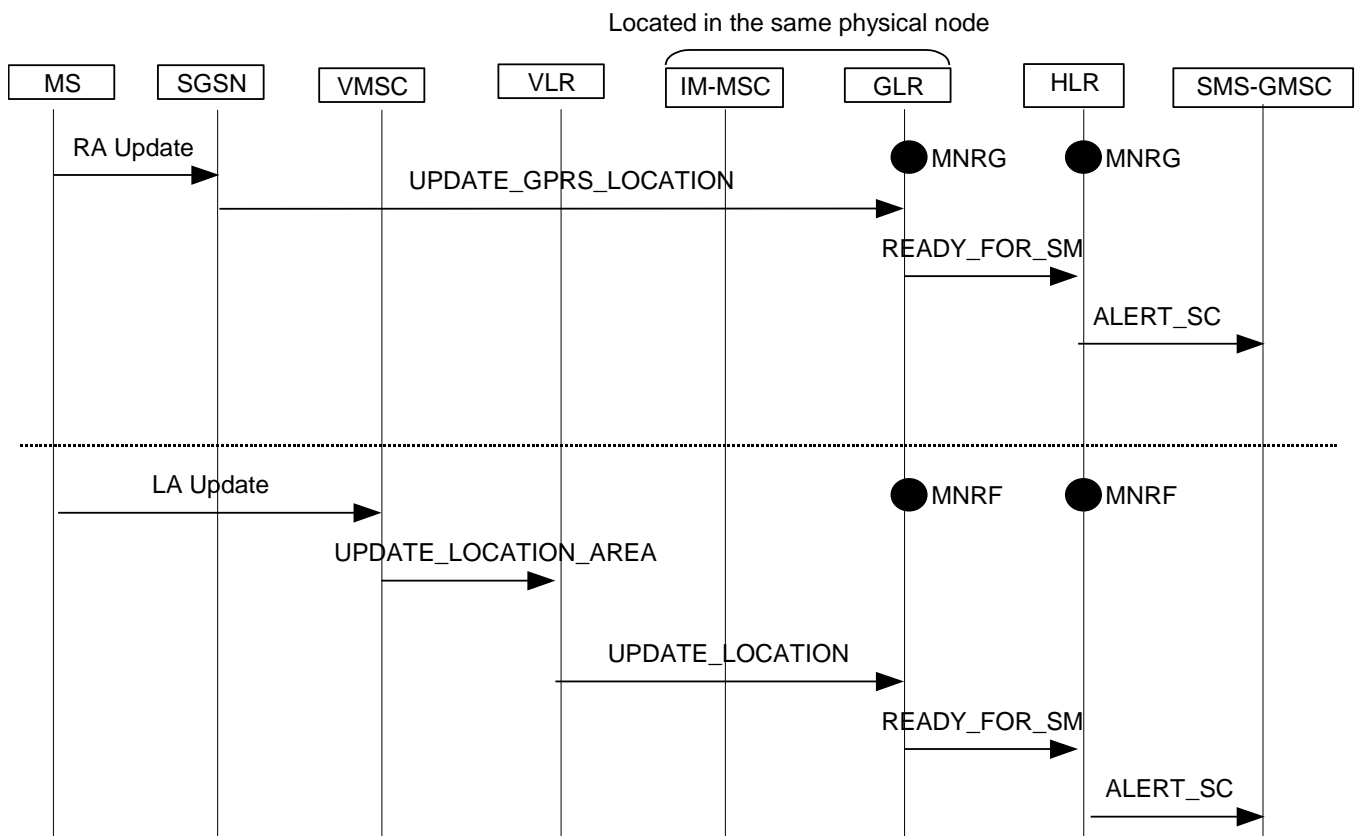 Located in the same physical node
MS SGSN VMSC VLR IM-MSC GLR HLR SMS-GMSC
RA Update
MNRG MNRG
UPDATE_GPRS_LOCATION
READY_FOR_SM
ALERT_SC
LA Update
MNRF MNRF
UPDATE_LOCATION_AREA
UPDATE_LOCATION
READY_FOR_SM
ALERT_SC